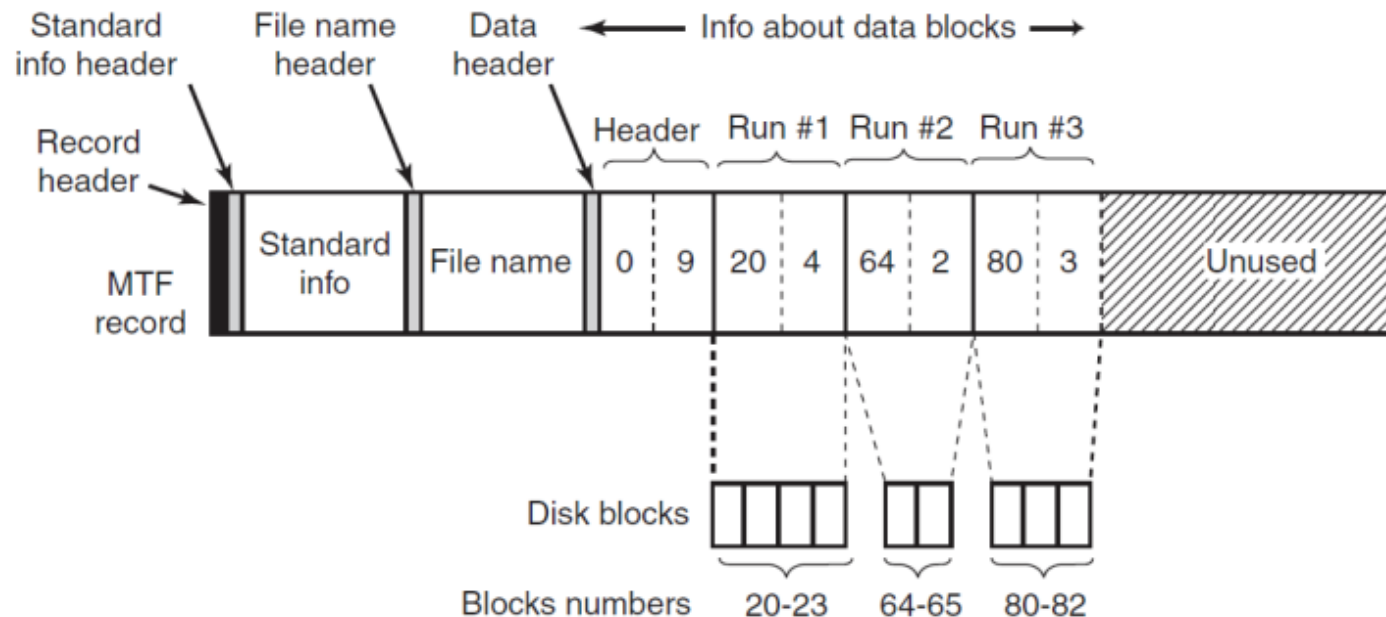 Standard
info header
File name
header
Data
header
Info about data blocks
Record
header
Header
Run #1
Run #2
Run #3
MTF
record
Standard
info
File name
0
9
20
4
64
2
80
3
Unused
Disk blocks
Blocks numbers
20-23
64-65
80-82